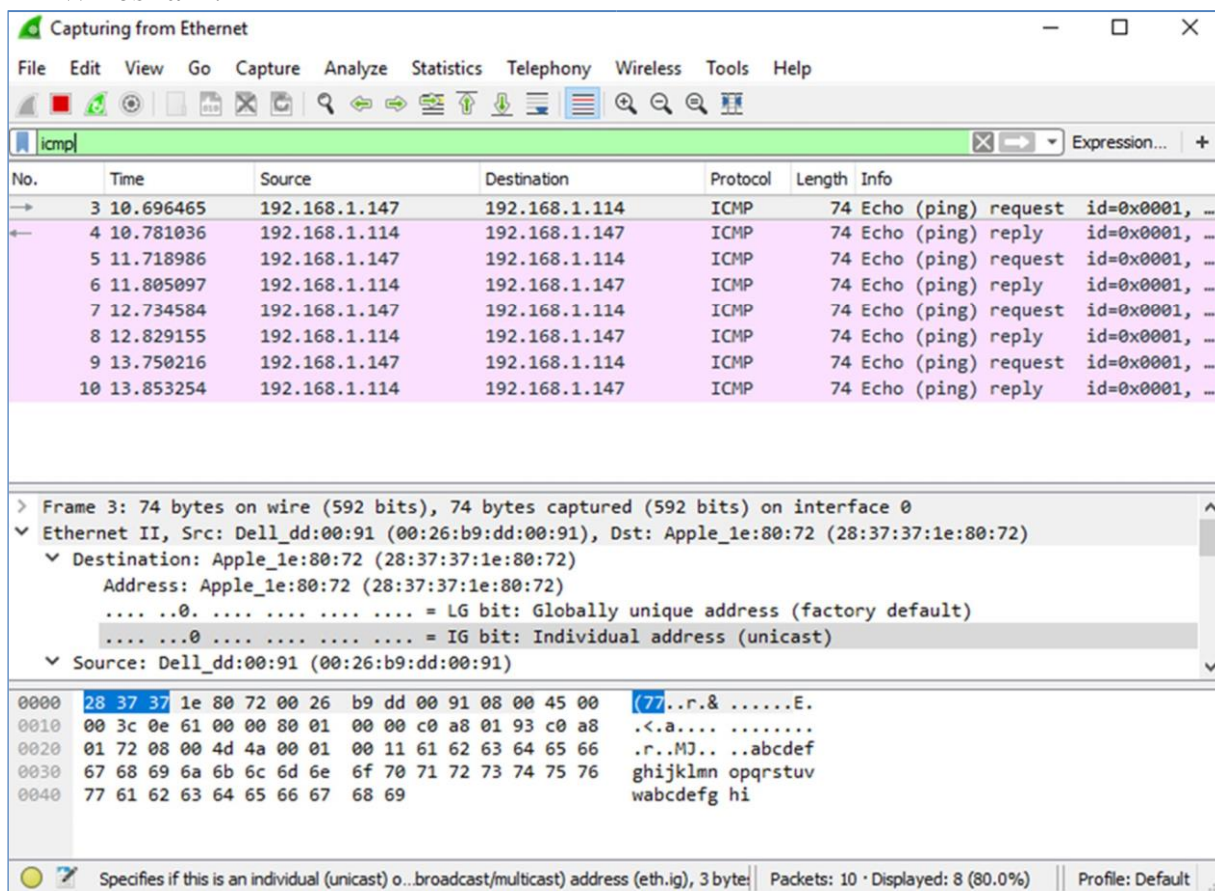 Capturing from Ethernet
File Edit View Go Capture Analyze Statistics Telephony Wireless Tools Help
icmp Expression... +
No. Time Source Destination Protocol Length Info
3 10.696465 192.168.1.147 192.168.1.114 ICMP 74 Echo (ping) request id=0x0001, ...
4 10.781036 192.168.1.114 192.168.1.147 ICMP 74 Echo (ping) reply id=0x0001, ...
5 11.718986 192.168.1.147 192.168.1.114 ICMP 74 Echo (ping) request id=0x0001, ...
6 11.805097 192.168.1.114 192.168.1.147 ICMP 74 Echo (ping) reply id=0x0001, ...
7 12.734584 192.168.1.147 192.168.1.114 ICMP 74 Echo (ping) request id=0x0001, ...
8 12.829155 192.168.1.114 192.168.1.147 ICMP 74 Echo (ping) reply id=0x0001, ...
9 13.750216 192.168.1.147 192.168.1.114 ICMP 74 Echo (ping) request id=0x0001, ...
10 13.853254 192.168.1.114 192.168.1.147 ICMP 74 Echo (ping) reply id=0x0001, ...
> Frame 3: 74 bytes on wire (592 bits), 74 bytes captured (592 bits) on interface 0
Ethernet II, Src: Dell_dd:00:91 (00:26:b9:dd:00:91), Dst: Apple_1e:80:72 (28:37:37:1e:80:72)
Destination: Apple_1e:80:72 (28:37:37:1e:80:72)
Address: Apple_1e:80:72 (28:37:37:1e:80:72)
.... ..0. .... .... .... .... = LG bit: Globally unique address (factory default)
.... ...0 .... .... .... .... = IG bit: Individual address (unicast)
Source: Dell_dd:00:91 (00:26:b9:dd:00:91)
0000 28 37 37 1e 80 72 00 26 b9 dd 00 91 08 00 45 00 (77..r.& ......E.
0010 00 3c 0e 61 00 00 80 01 00 00 c0 a8 01 93 c0 a8 .<.a.... ........
0020 01 72 08 00 4d 4a 00 01 00 11 61 62 63 64 65 66 .r..MJ.. ..abcdef
0030 67 68 69 6a 6b 6c 6d 6e 6f 70 71 72 73 74 75 76 ghijklmn opqrstuv
0040 77 61 62 63 64 65 66 67 68 69 wabcdefg hi
Specifies if this is an individual (unicast) o...broadcast/multicast) address (eth.ig), 3 byte Packets: 10 · Displayed: 8 (80.0%) Profile: Default